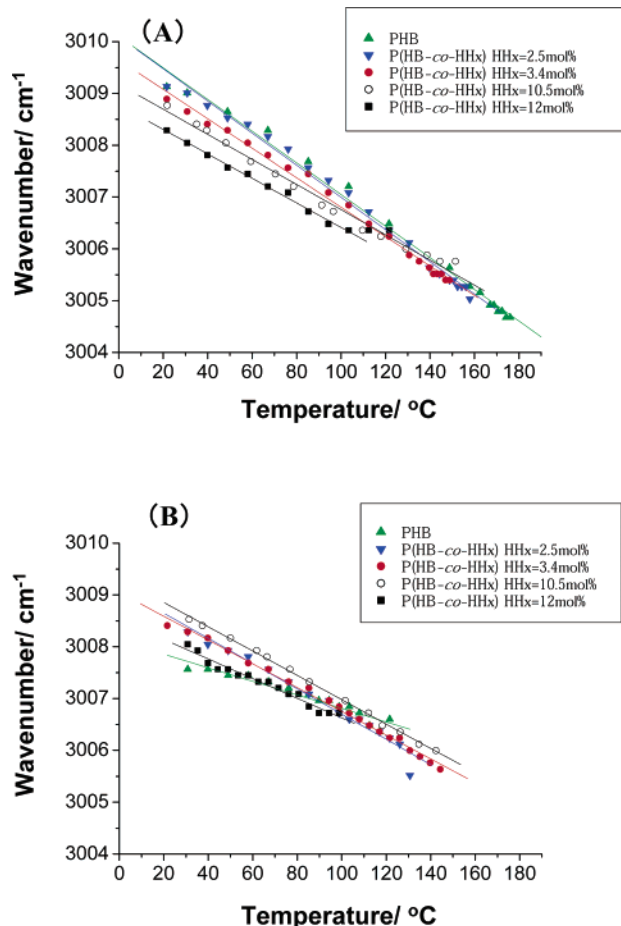 (A)
PHB
P(HB-co-HHx) HHx=2.5mol%
P(HB-co-HHx) HHx=3.4mol%
P(HB-co-HHx) HHx=10.5mol%
P(HB-co-HHx) HHx=12mol%
Wavenumber/ cm-1
3010
3009
3008
3007
3006
3005
3004
0 20 40 60 80 100 120 140 160 180
Temperature/ °C
(B)
PHB
P(HB-co-HHx) HHx=2.5mol%
P(HB-co-HHx) HHx=3.4mol%
P(HB-co-HHx) HHx=10.5mol%
P(HB-co-HHx) HHx=12mol%
Wavenumber/ cm-1
3010
3009
3008
3007
3006
3005
3004
0 20 40 60 80 100 120 140 160 180
Temperature/ °C